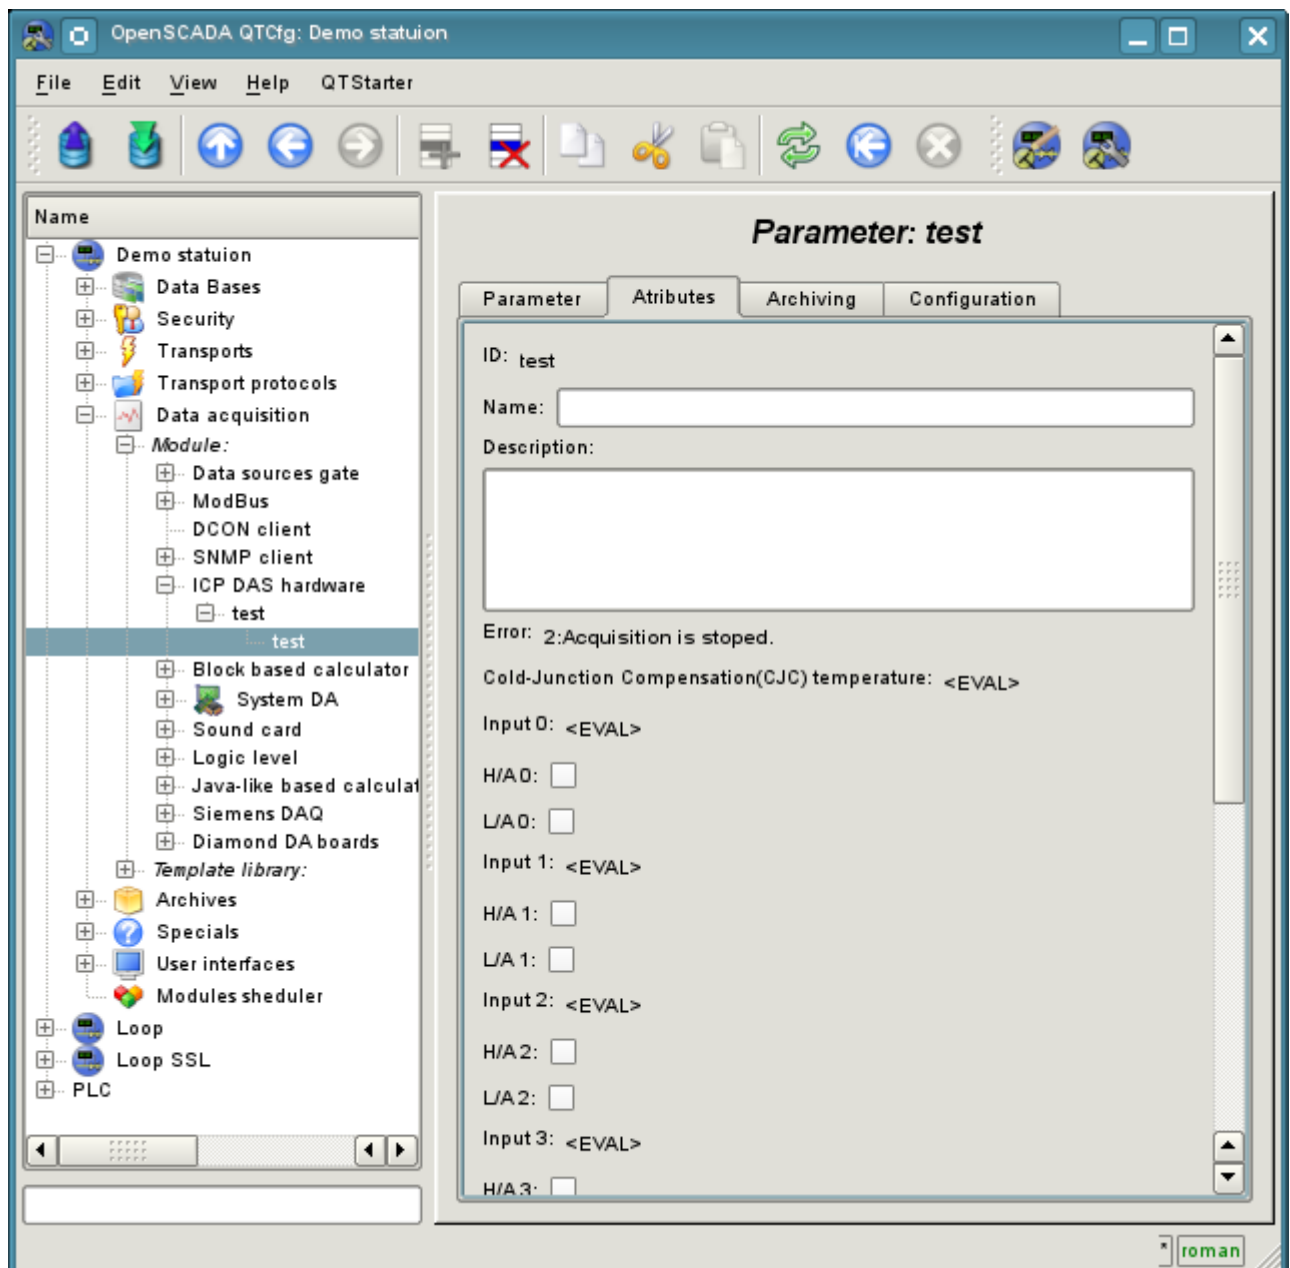 OpenSCADA QTCfg: Demo statuion
File Edit View Help QTStarter
Name
Demo statuion
Data Bases
Security
Transports
Transport protocols
Data acquisition
Module:
Data sources gate
ModBus
DCON client
SNMP client
ICP DAS hardware
test
test
Block based calculator
System DA
Sound card
Logic level
Java-like based calculat
Siemens DAQ
Diamond DA boards
Template library:
Archives
Specials
User interfaces
Modules sheduler
Loop
Loop SSL
PLC
Parameter: test
Parameter Atributes Archiving Configuration
ID: test
Name:
Description:
Error: 2:Acquisition is stoped.
Cold-Junction Compensation(CJC) temperature: <EVAL>
Input 0: <EVAL>
H/A 0:
L/A 0:
Input 1: <EVAL>
H/A 1:
L/A 1:
Input 2: <EVAL>
H/A 2:
L/A 2:
Input 3: <EVAL>
H/A 3:
* roman